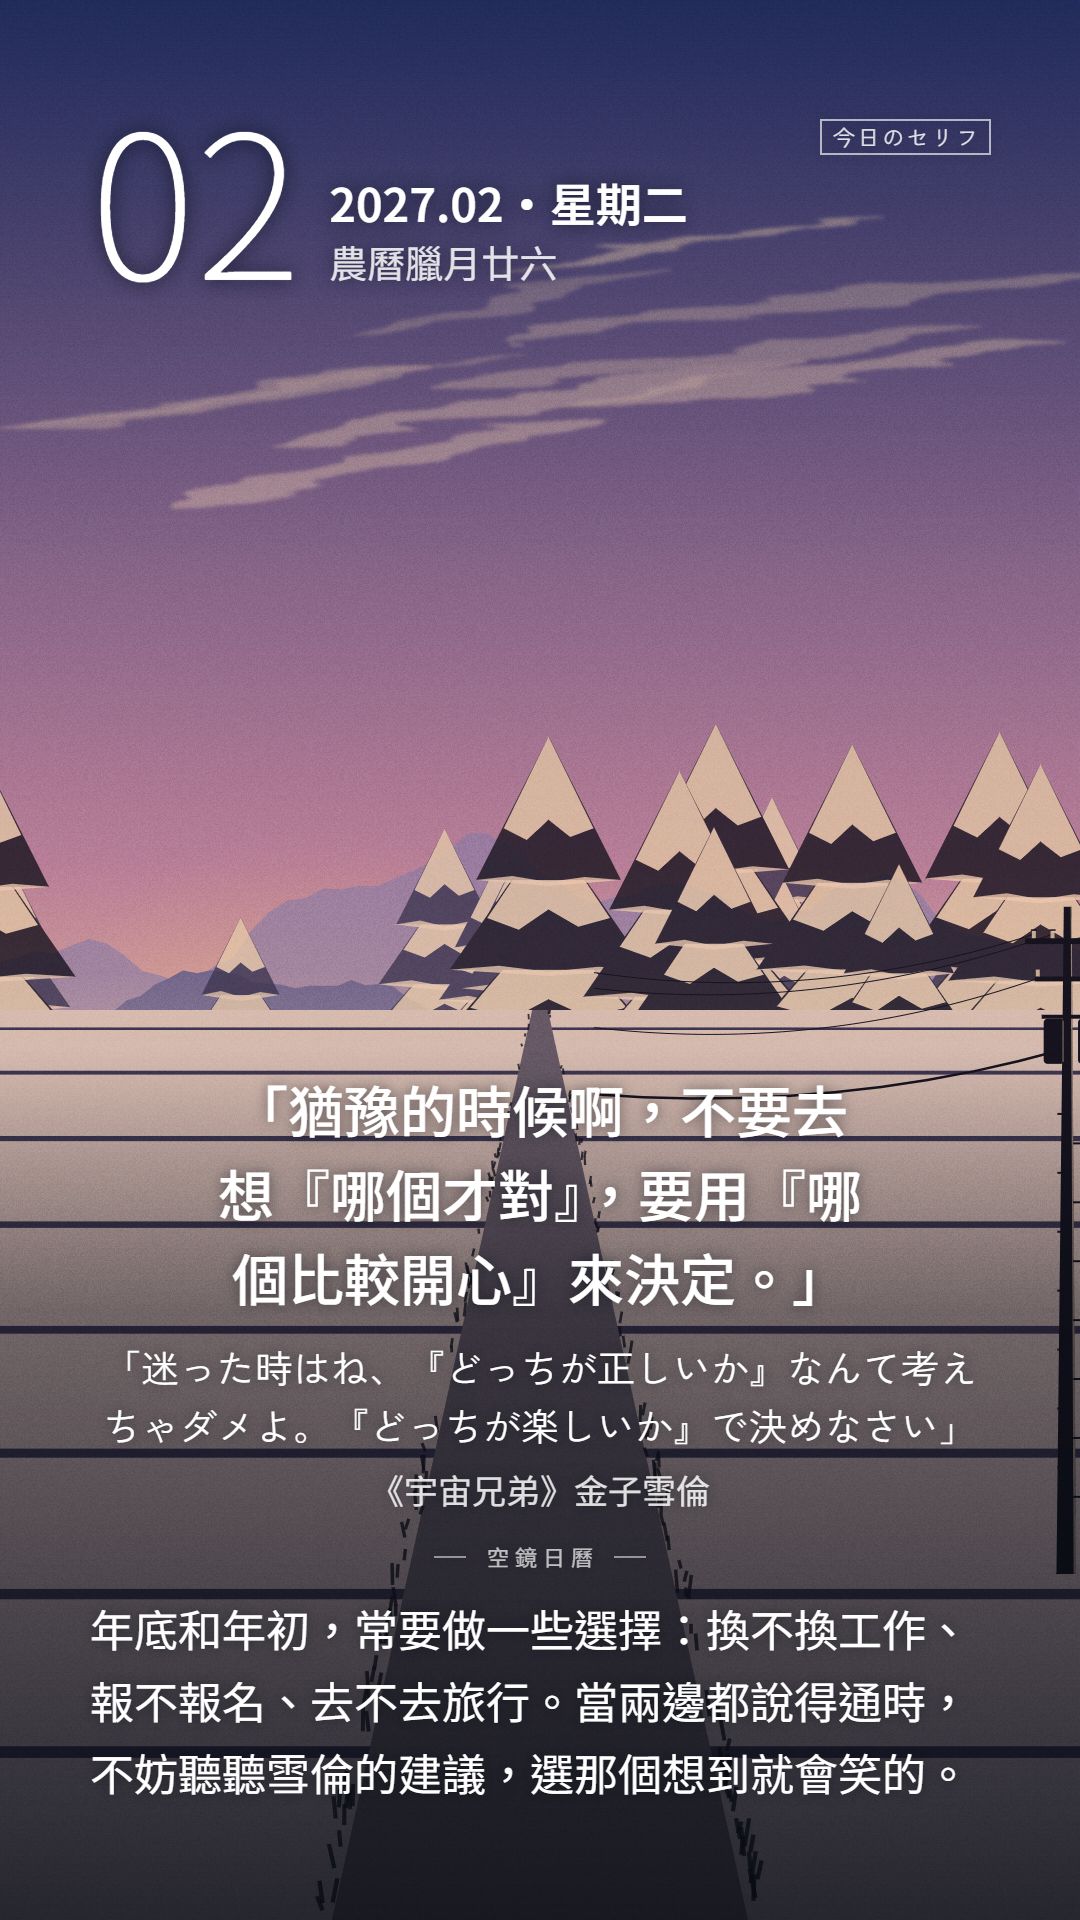 02
今日のセリフ
2027.02・星期二
農曆臘月廿六
「猶豫的時候啊，不要去
想『哪個才對』，要用『哪
個比較開心』來決定。」
「迷った時はね、『どっちが正しいか』なんて考え
ちゃダメよ。『どっちが楽しいか』で決めなさい」
《宇宙兄弟》金子雪倫
空鏡日曆
年底和年初，常要做一些選擇：換不換工作、
報不報名、去不去旅行。當兩邊都說得通時，
不妨聽聽雪倫的建議，選那個想到就會笑的。